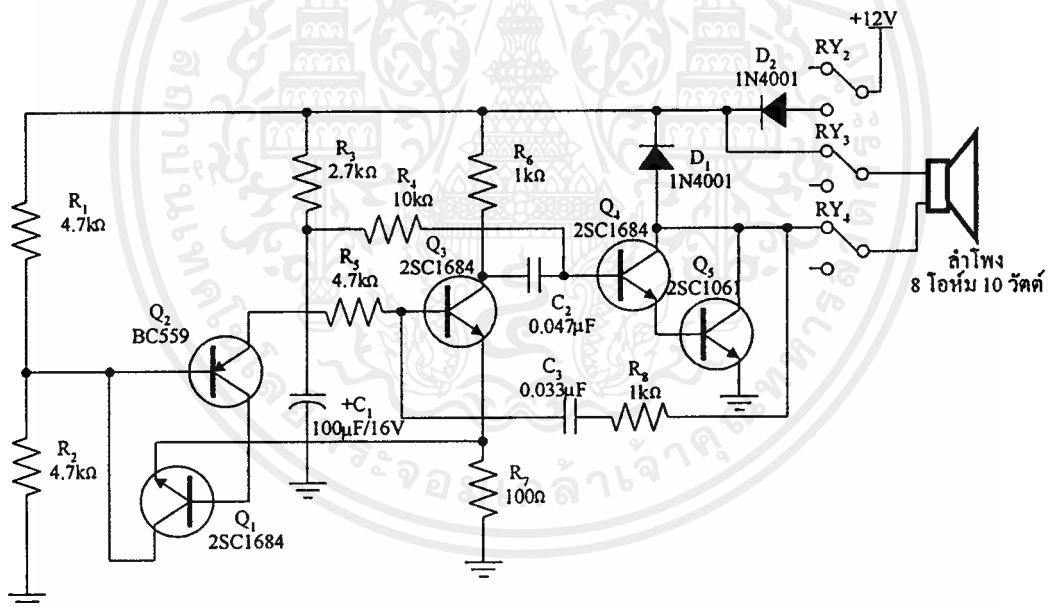 +12V
RY2
D2
1N4001
RY3
D1
1N4001
RY4
R3
2.7kΩ
R4
10kΩ
R6
1kΩ
R1
4.7kΩ
R5
4.7kΩ
Q3
2SC1684
Q4
2SC1684
Q5
2SC1061
C2
0.047μF
ลำโพง
8 โอห์ม 10 วัตต์
Q2
BC559
C3
0.033μF
R8
1kΩ
+C1
100μF/16V
R2
4.7kΩ
R7
100Ω
Q1
2SC1684